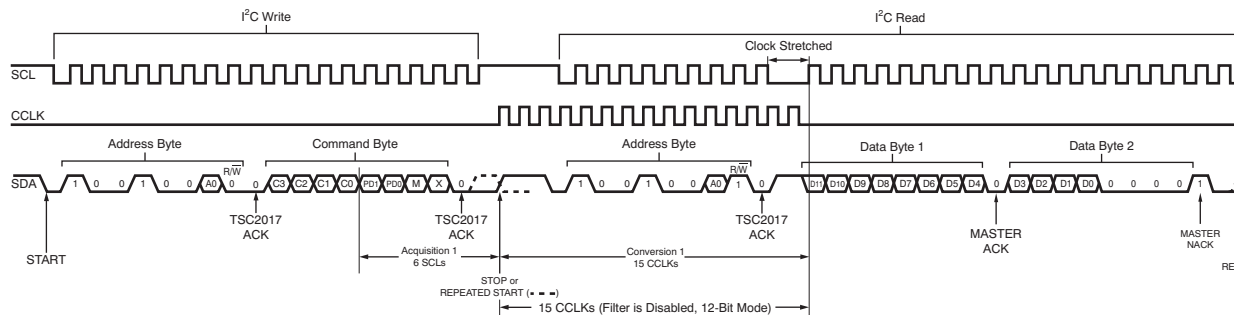 I²C Write
I²C Read
Clock Stretched
SCL
CCLK
Address Byte
Command Byte
Address Byte
Data Byte 1
Data Byte 2
R/W̅
R/W̅
SDA
1 0 0 1 0 0 A0 0 0 C3 C2 C1 C0 PD1 PD0 M X 0 1 0 0 1 0 0 A0 1 0 D11 D10 D9 D8 D7 D6 D5 D4 0 D3 D2 D1 D0 0 0 0 0 1
START
TSC2017
ACK
TSC2017
ACK
TSC2017
ACK
MASTER
ACK
MASTER
NACK
Acquisition 1
6 SCLs
Conversion 1
15 CCLKs
STOP or
REPEATED START (- - -)
15 CCLKs (Filter is Disabled, 12-Bit Mode)
RE